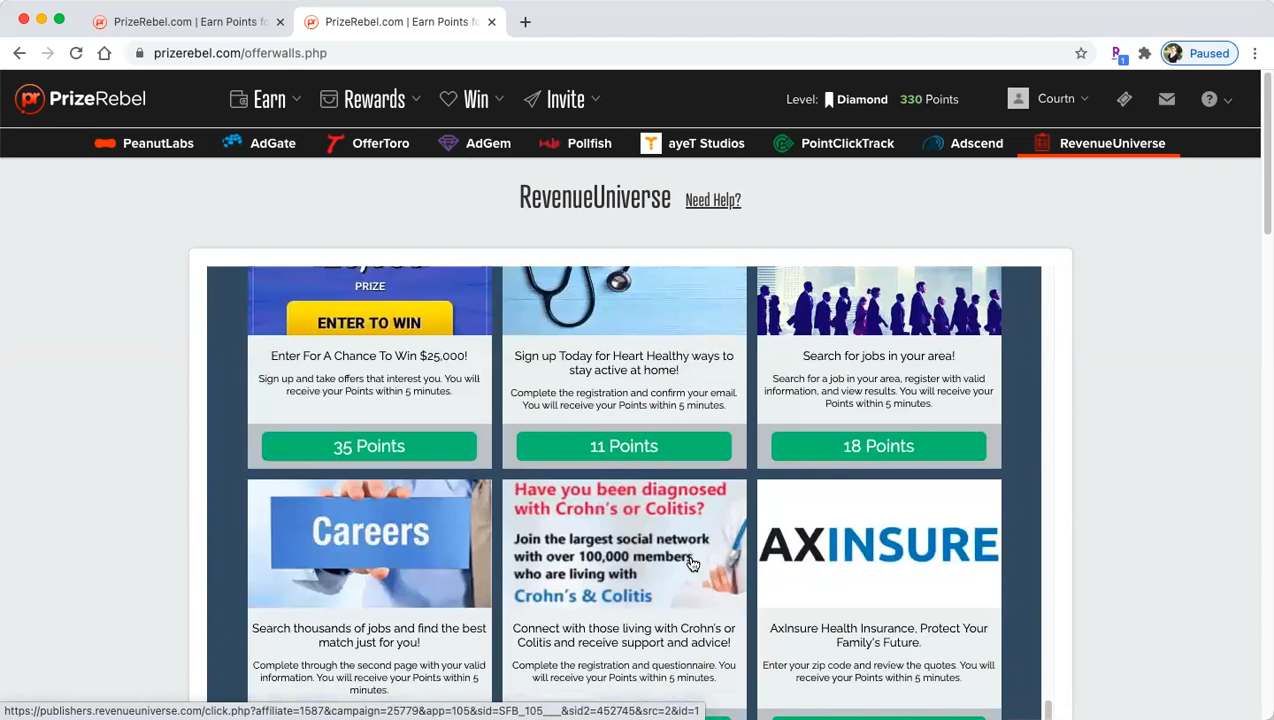 PrizeRebel.com | Earn Points fo
PrizeRebel.com | Earn Points fo
prizerebel.com/offerwalls.php
1
Paused
pr PrizeRebel
Earn
Rewards
Win
Invite
Level: Diamond 330 Points
Courtn
?
PeanutLabs
AdGate
OfferToro
AdGem
Pollfish
ayeT Studios
PointClickTrack
Adscend
RevenueUniverse
RevenueUniverse Need Help?
PRIZE
ENTER TO WIN
Enter For A Chance To Win $25,000!
Sign up and take offers that interest you. You will
receive your Points within 5 minutes.
35 Points
Sign up Today for Heart Healthy ways to
stay active at home!
Complete the registration and confirm your email.
You will receive your Points within 5 minutes.
11 Points
Search for jobs in your area!
Search for a job in your area, register with valid
information, and view results. You will receive your
Points within 5 minutes.
18 Points
Careers
Search thousands of jobs and find the best
match just for you!
Complete through the second page with your valid
information. You will receive your Points within 5
minutes.
Have you been diagnosed
with Crohn's or Colitis?
Join the largest social network
with over 100,000 members
who are living with
Crohn's & Colitis
Connect with those living with Crohn's or
Colitis and receive support and advice!
Complete the registration and questionnaire. You
will receive your Points within 5 minutes.
AXINSURE
AxInsure Health Insurance, Protect Your
Family's Future.
Enter your zip code and review the quotes. You will
receive your Points within 5 minutes.
https://publishers.revenueuniverse.com/click.php?affiliate=1587&campaign=25779&app=105&sid=SFB_105____&sid2=452745&src=2&id=1